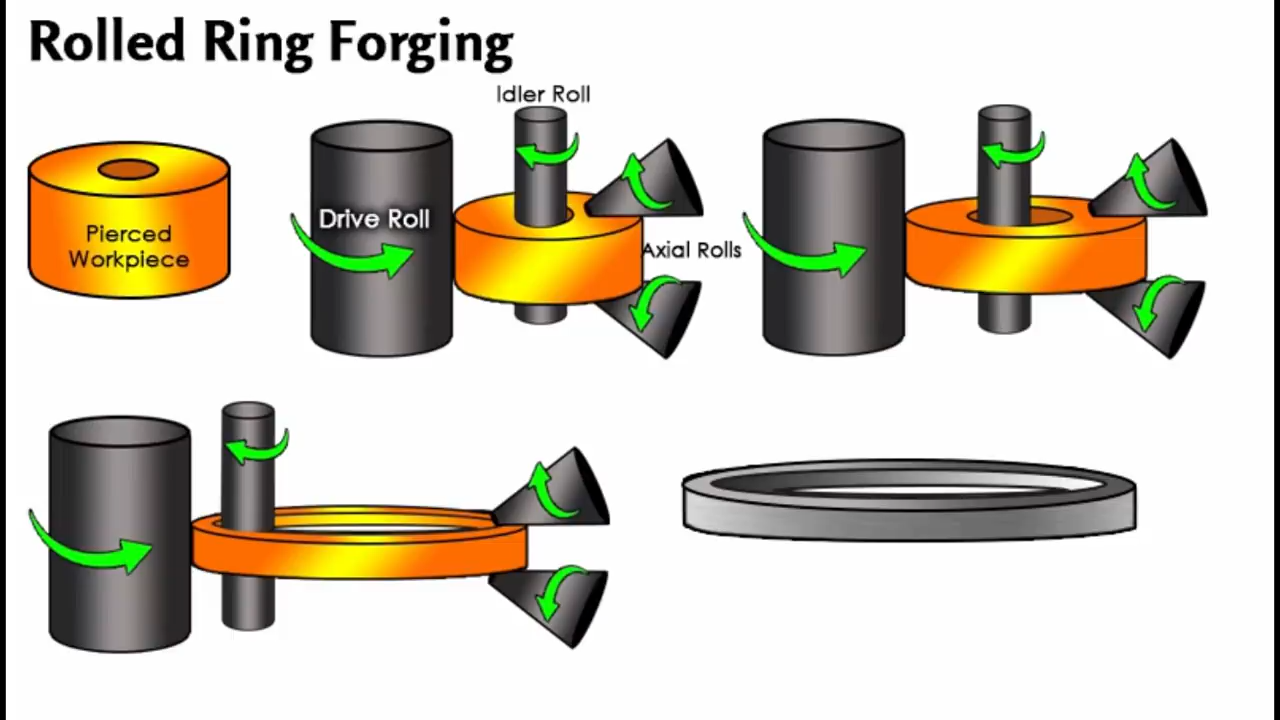 Rolled Ring Forging
Idler Roll
Pierced
Workpiece
Drive Roll
Axial Rolls